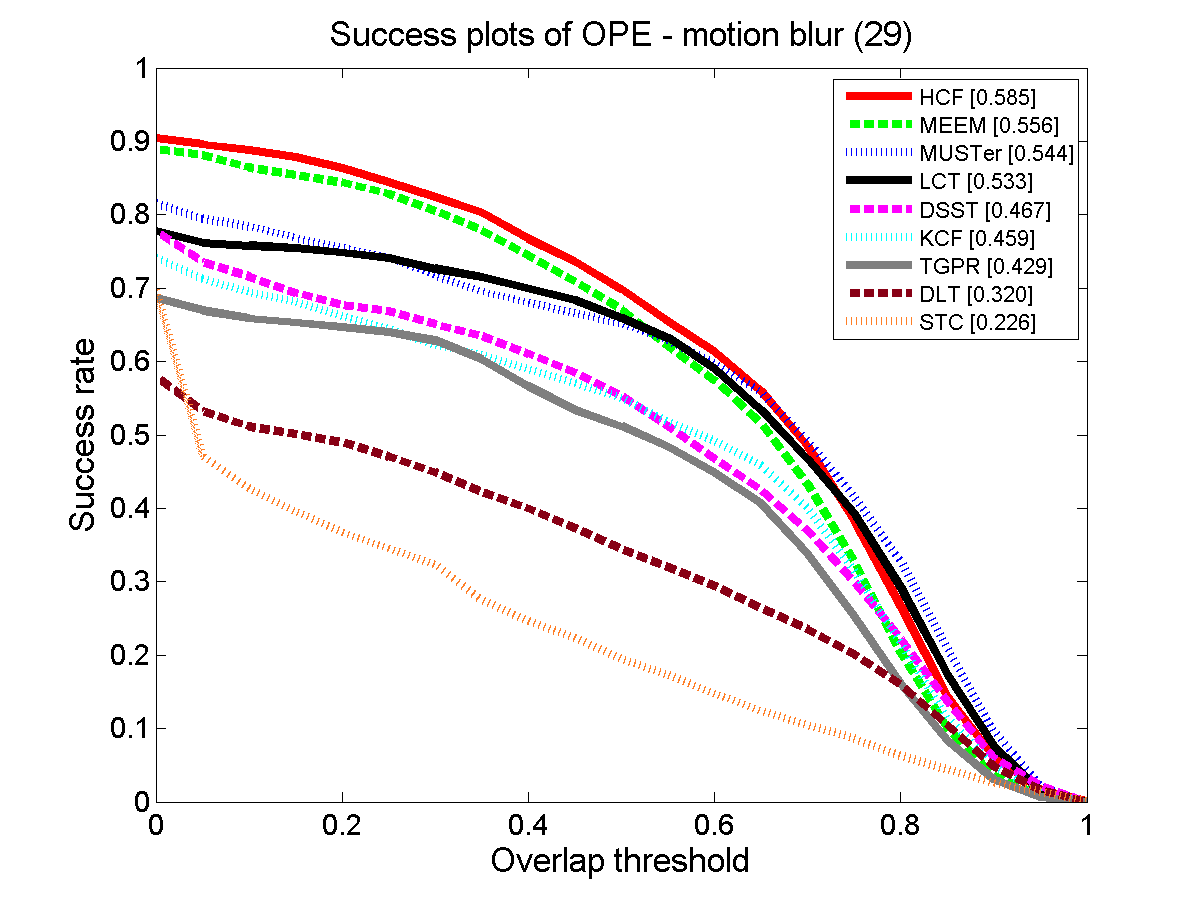 Success plots of OPE - motion blur (29)
HCF [0.585]
MEEM [0.556]
MUSTer [0.544]
LCT [0.533]
DSST [0.467]
KCF [0.459]
TGPR [0.429]
DLT [0.320]
STC [0.226]
1
0.9
0.8
0.7
0.6
0.5
0.4
0.3
0.2
0.1
0
Success rate
0 0.2 0.4 0.6 0.8 1
Overlap threshold